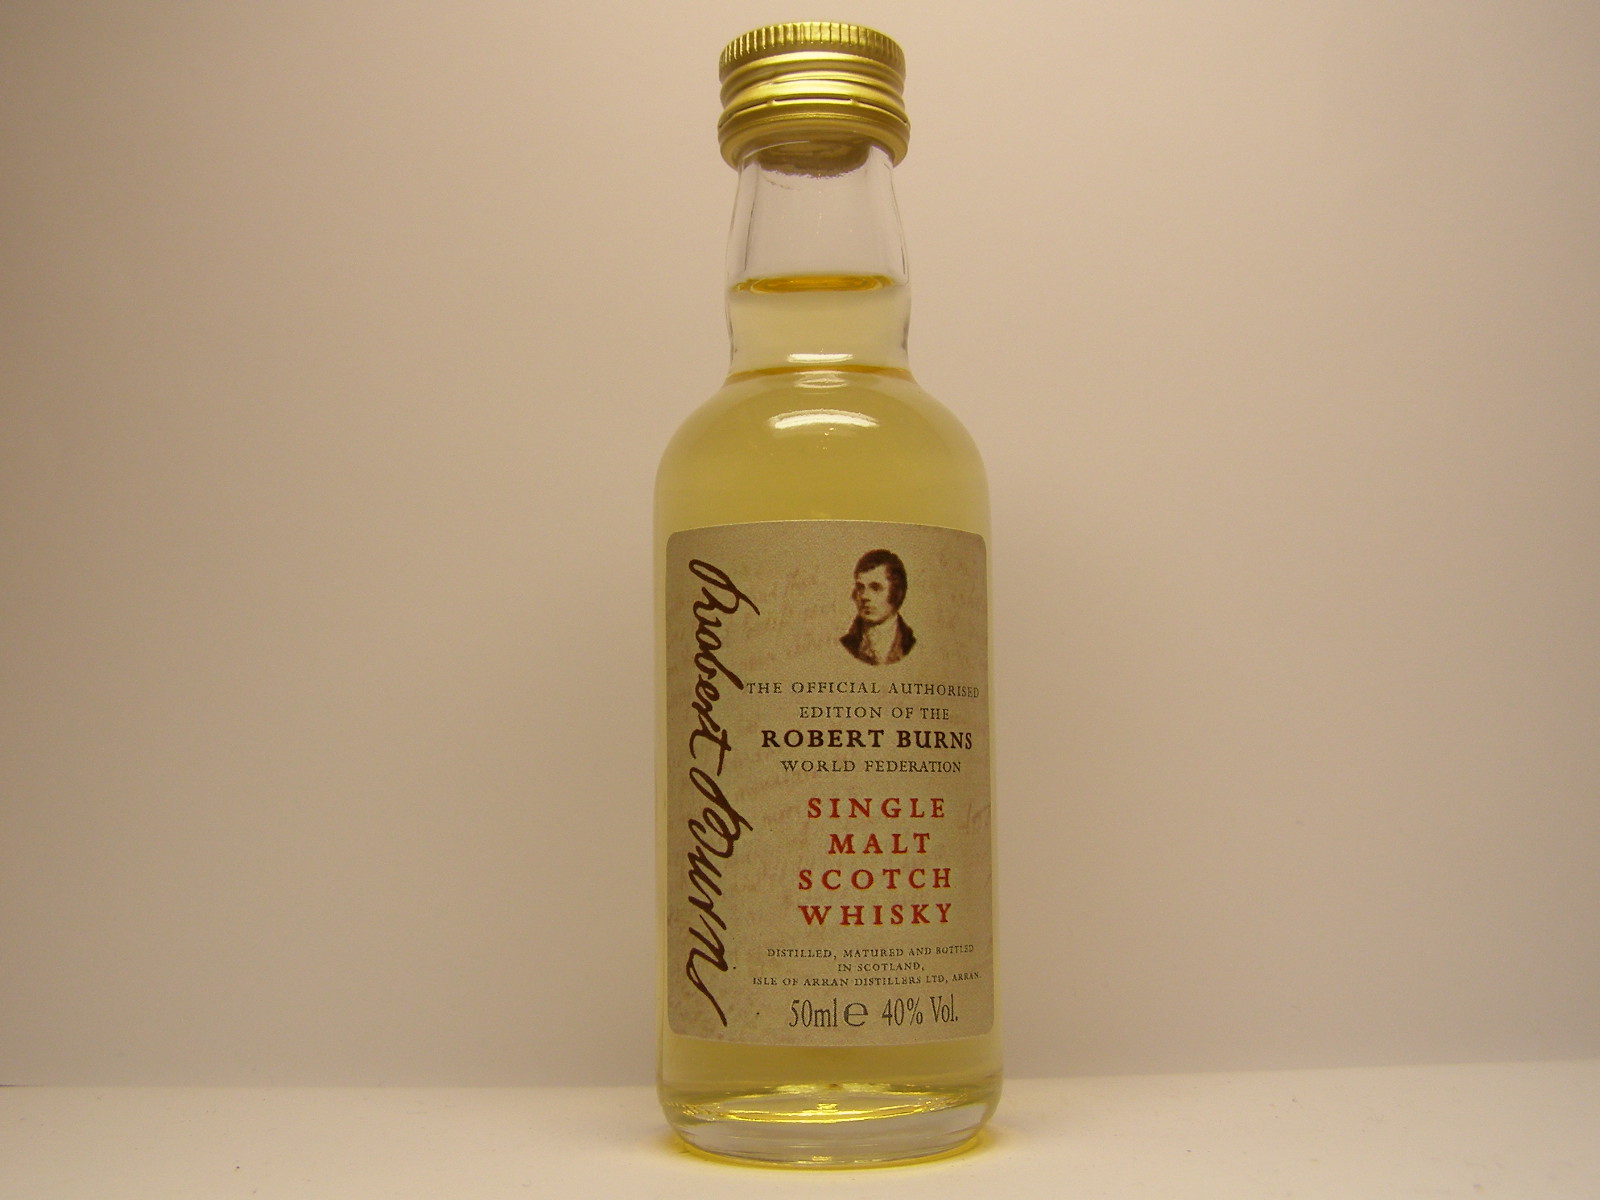 Robert Burns
THE OFFICIAL AUTHORISED
EDITION OF THE
ROBERT BURNS
WORLD FEDERATION
SINGLE
MALT
SCOTCH
WHISKY
DISTILLED, MATURED AND BOTTLED
IN SCOTLAND,
ISLE OF ARRAN DISTILLERS LTD, ARRAN.
50ml e 40% Vol.